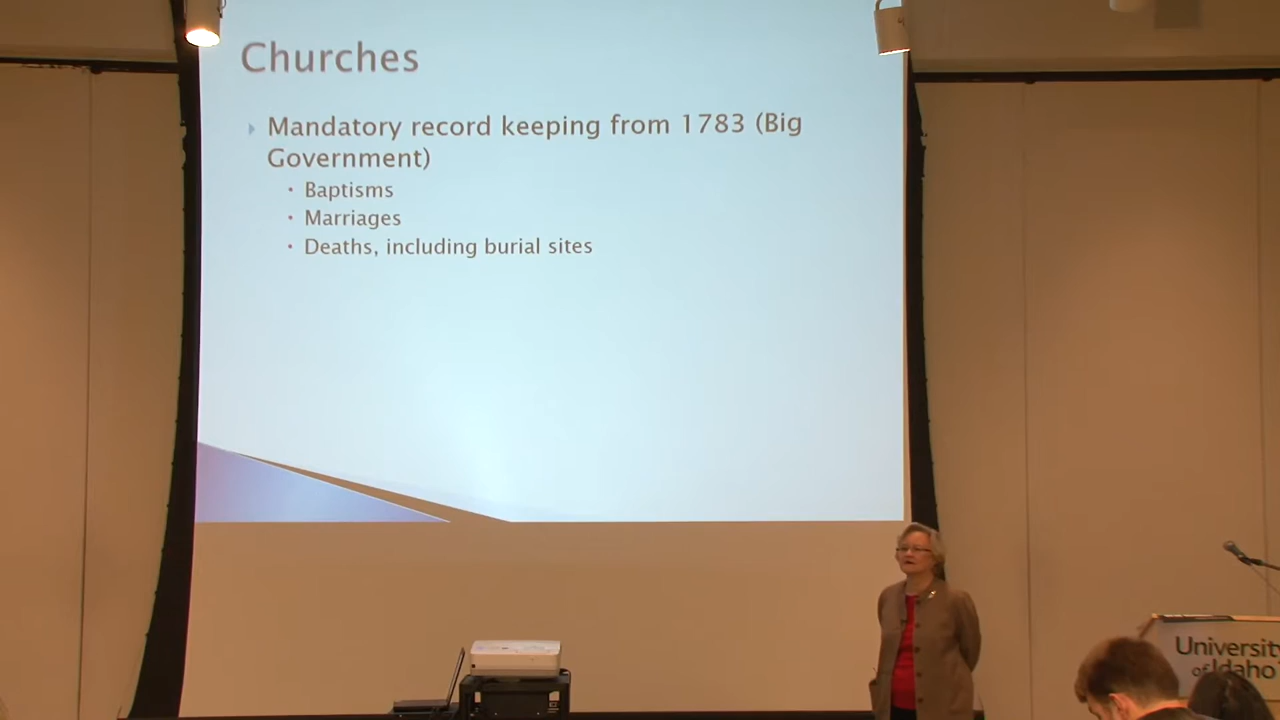 Churches
Mandatory record keeping from 1783 (Big
Government)
Baptisms
Marriages
Deaths, including burial sites
University
of Idaho